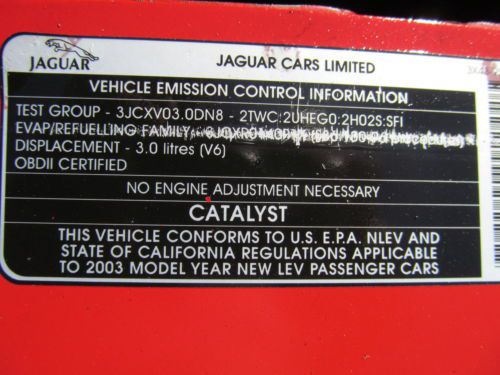 JAGUAR
JAGUAR CARS LIMITED
VEHICLE EMISSION CONTROL INFORMATION
TEST GROUP - 3JCXV03.0DN8 - 2TWC:2UHEGO:2HO2S:SFI
EVAP/REFUELLING FAMILY
DISPLACEMENT - 3.0 litres (V6)
OBDII CERTIFIED
NO ENGINE ADJUSTMENT NECESSARY
CATALYST
THIS VEHICLE CONFORMS TO U.S. E.P.A. NLEV AND
STATE OF CALIFORNIA REGULATIONS APPLICABLE
TO 2003 MODEL YEAR NEW LEV PASSENGER CARS